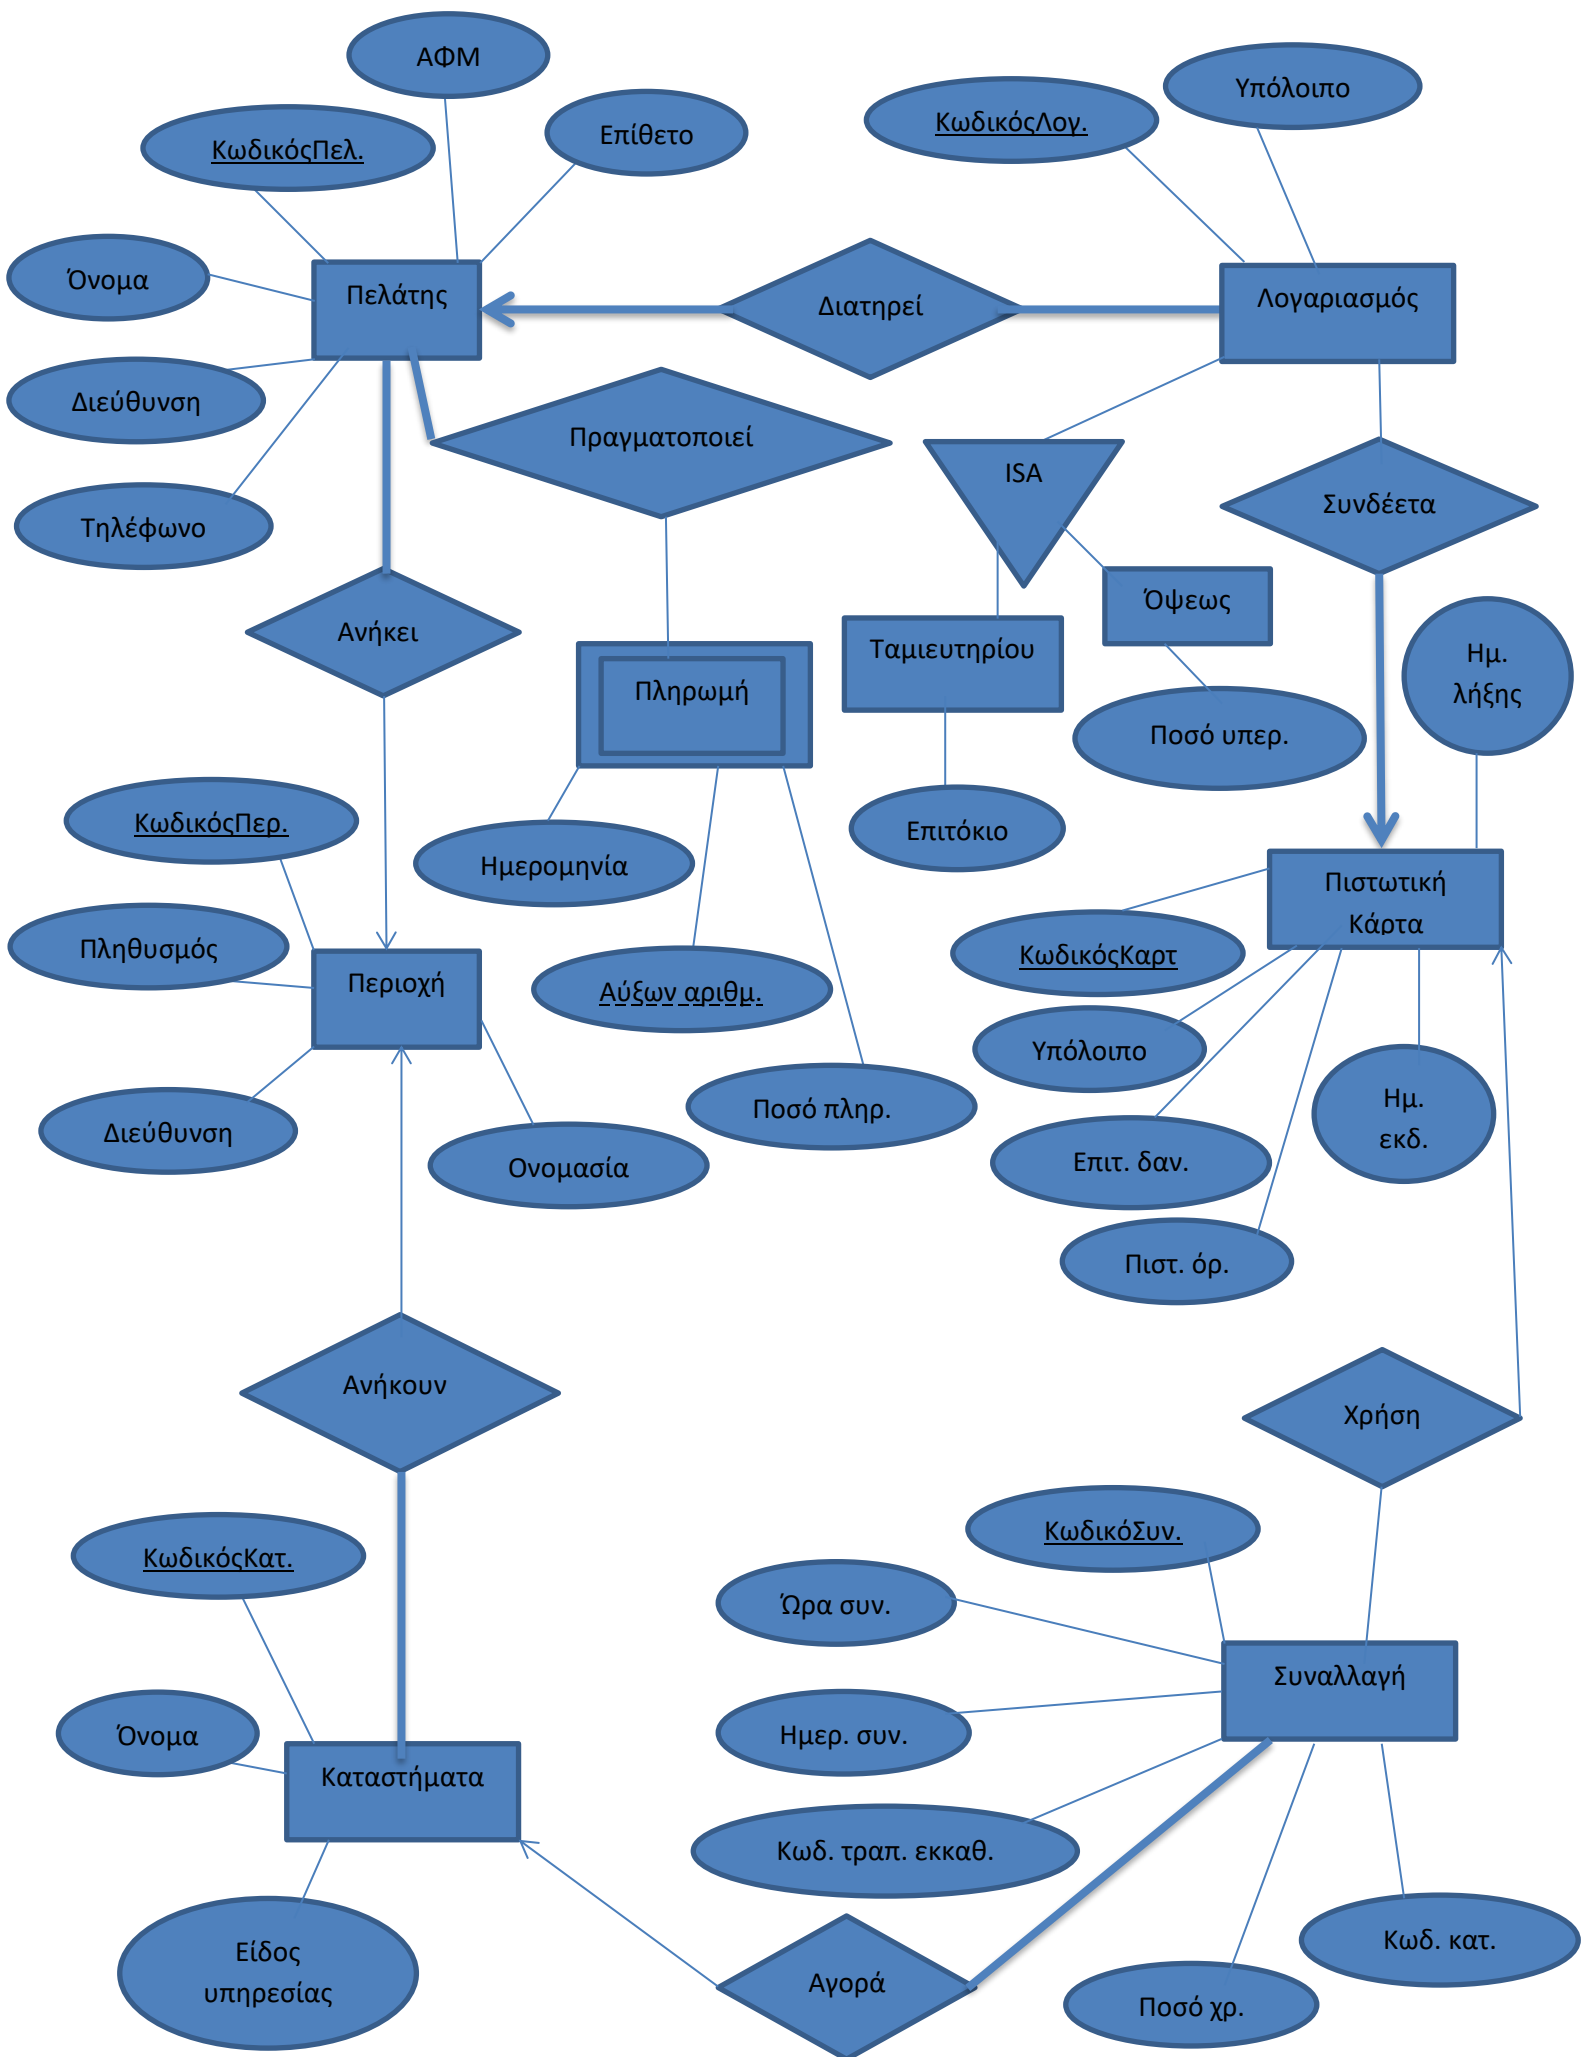 ΑΦΜ
Υπόλοιπο
ΚωδικόςΛογ.
Επίθετο
ΚωδικόςΠελ.
Όνομα
Πελάτης
Διατηρεί
Λογαριασμός
Διεύθυνση
Πραγματοποιεί
ISA
Συνδέετα
Τηλέφωνο
Ανήκει
Όψεως
Ταμιευτηρίου
Ημ.
λήξης
Πληρωμή
Ποσό υπερ.
ΚωδικόςΠερ.
Επιτόκιο
Ημερομηνία
Πιστωτική
Κάρτα
Πληθυσμός
ΚωδικόςΚαρτ
Περιοχή
Αύξων αριθμ.
Υπόλοιπο
Ποσό πληρ.
Ημ.
εκδ.
Διεύθυνση
Ονομασία
Επιτ. δαν.
Πιστ. όρ.
Ανήκουν
Χρήση
ΚωδικόςΚατ.
ΚωδικόΣυν.
Ώρα συν.
Συναλλαγή
Όνομα
Ημερ. συν.
Καταστήματα
Κωδ. τραπ. εκκαθ.
Κωδ. κατ.
Είδος
υπηρεσίας
Αγορά
Ποσό χρ.